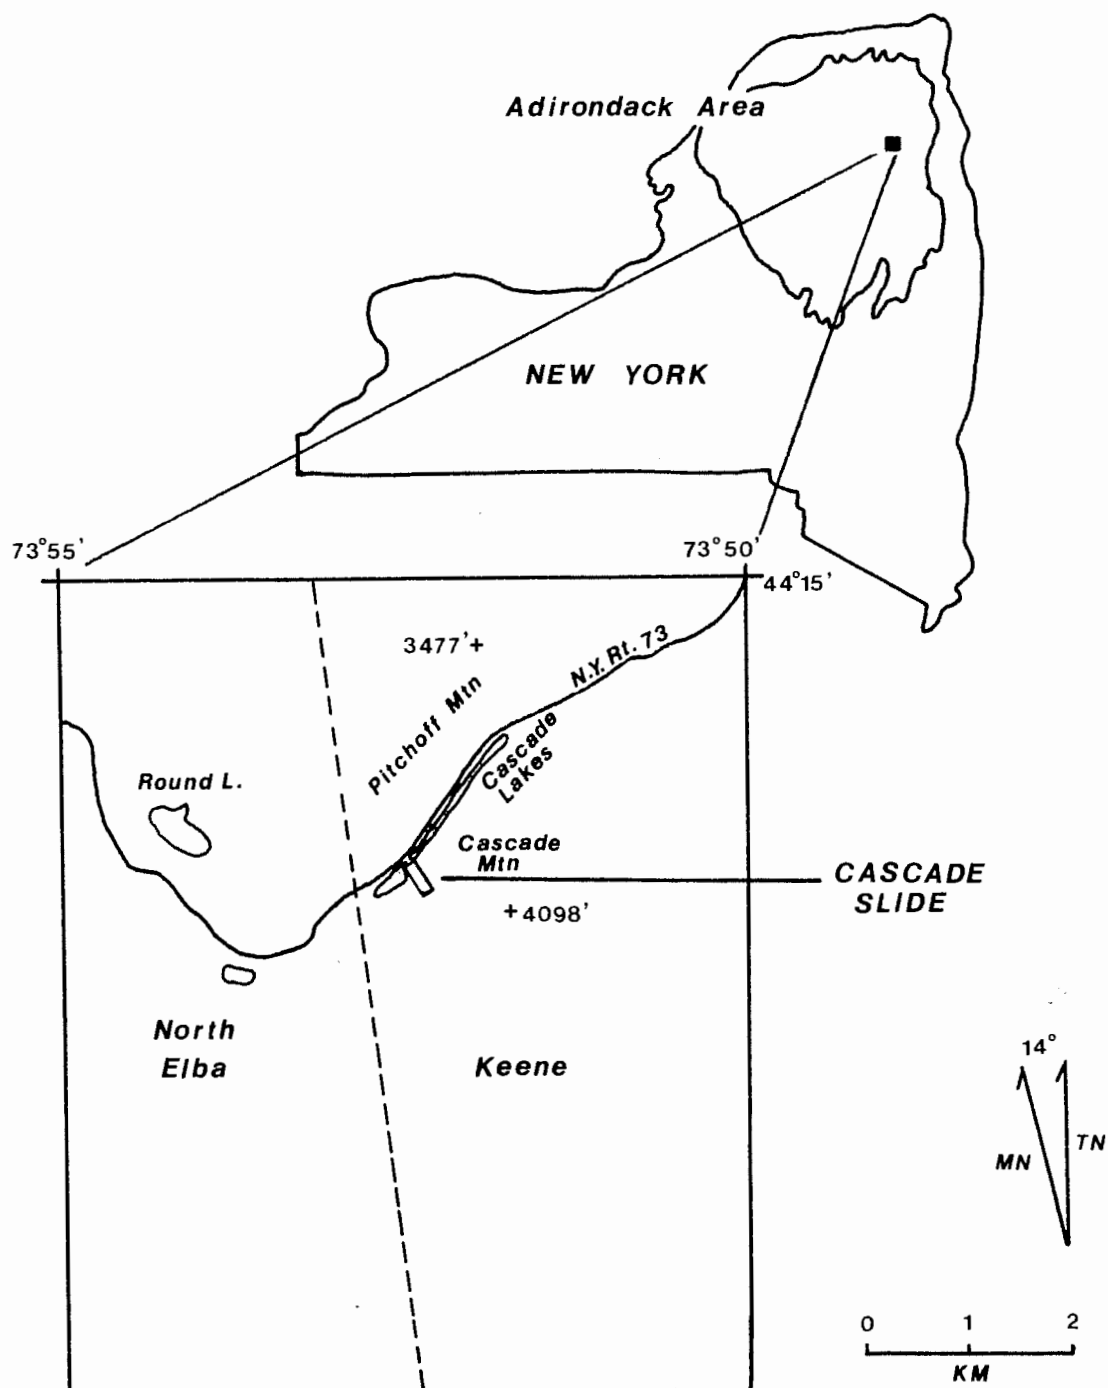 Adirondack Area
NEW YORK
73°55'
73°50'
44°15'
3477'+
N.Y. Rt. 73
Pitchoff Mtn
Cascade
Lakes
Round L.
Cascade
Mtn
CASCADE
SLIDE
+4098'
North
Elba
Keene
14°
MN
TN
0 1 2
KM